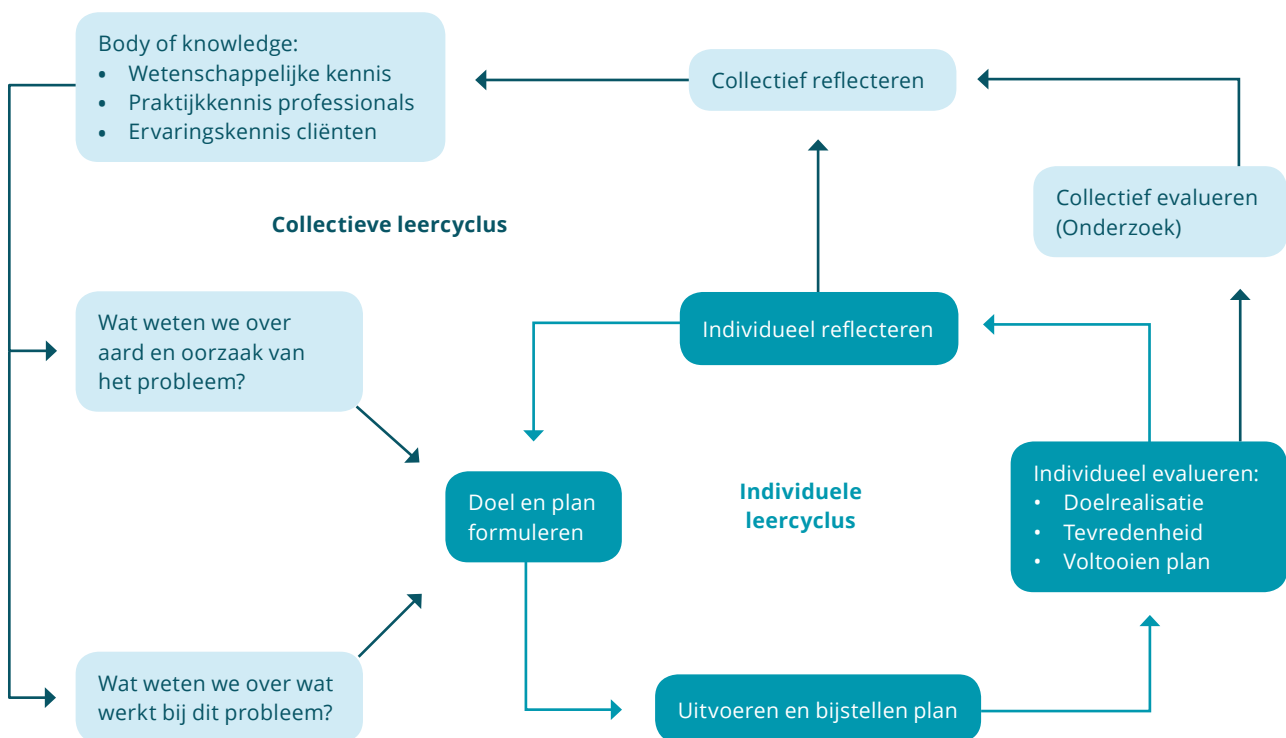 Body of knowledge:
• Wetenschappelijke kennis
• Praktijkkennis professionals
• Ervaringskennis cliënten
Collectief reflecteren
Collectief evalueren
(Onderzoek)
Collectieve leercyclus
Wat weten we over
aard en oorzaak van
het probleem?
Individueel reflecteren
Doel en plan
formuleren
Individuele
leercyclus
Individueel evalueren:
• Doelrealisatie
• Tevredenheid
• Voltooien plan
Wat weten we over wat
werkt bij dit probleem?
Uitvoeren en bijstellen plan